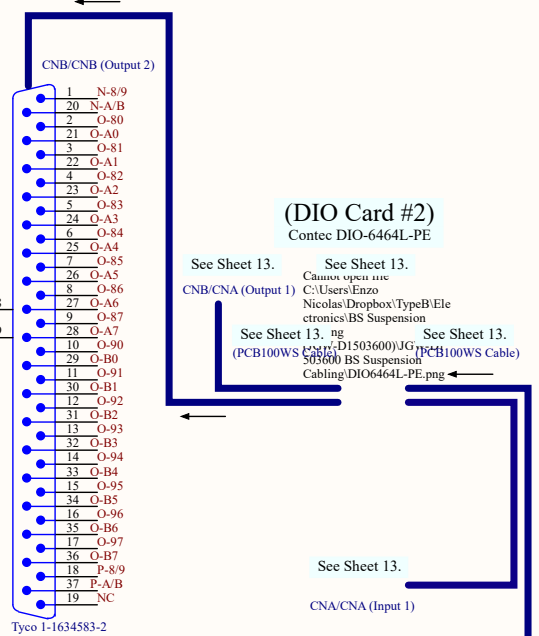 CNB/CNB (Output 2)
1 N-8/9
20 N-A/B
2 O-80
21 O-A0
3 O-81
22 O-A1
4 O-82
23 O-A2
5 O-83
24 O-A3
6 O-84
25 O-A4
7 O-85
26 O-A5
8 O-86
27 O-A6
9 O-87
28 O-A7
10 O-90
29 O-B0
11 O-91
30 O-B1
12 O-92
31 O-B2
13 O-93
32 O-B3
14 O-94
33 O-B4
15 O-95
34 O-B5
16 O-96
35 O-B6
17 O-97
36 O-B7
18 P-8/9
37 P-A/B
19 NC
Tyco 1-1634583-2
(DIO Card #2)
Contec DIO-6464L-PE
See Sheet 13.
See Sheet 13.
CNB/CNA (Output 1)
Cannot open file
C:\Users\Enzo
Nicolas\Dropbox\TypeB\Ele
ctronics\BS Suspension
See Sheet 13.
(PCB100WS Cable)
See Sheet 13.
(PCB100WS Cable)
503600 BS Suspension
Cabling\DIO6464L-PE.png
See Sheet 13.
CNA/CNA (Input 1)